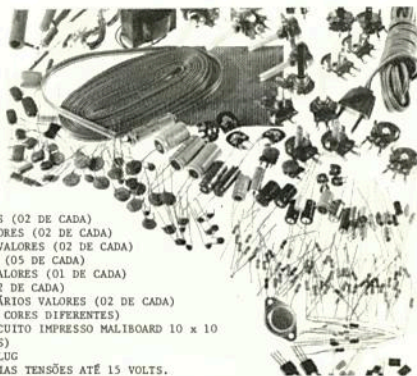 S (02 DE CADA)
ORES (02 DE CADA)
VALORES (02 DE CADA)
(05 DE CADA)
ALORES (01 DE CADA)
2 DE CADA)
ÁRIOS VALORES (02 DE CADA)
CORES DIFERENTES)
CUITO IMPRESSO MALIBOARD 10 x 10
S)
LUG
IAS TENSÕES ATÉ 15 VOLTS.